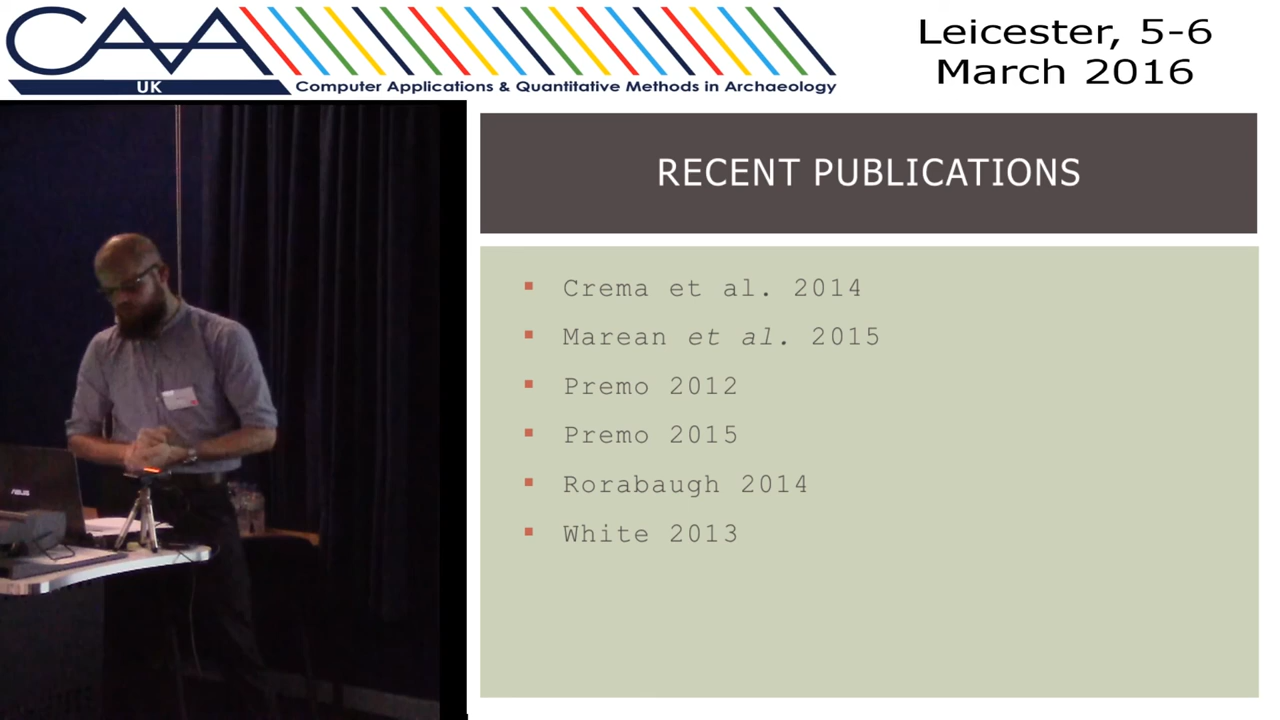 CAA
UK
Computer Applications & Quantitative Methods in Archaeology
Leicester, 5-6
March 2016
RECENT PUBLICATIONS
▪ Crema et al. 2014
▪ Marean et al. 2015
▪ Premo 2012
▪ Premo 2015
▪ Rorabaugh 2014
▪ White 2013
ASUS